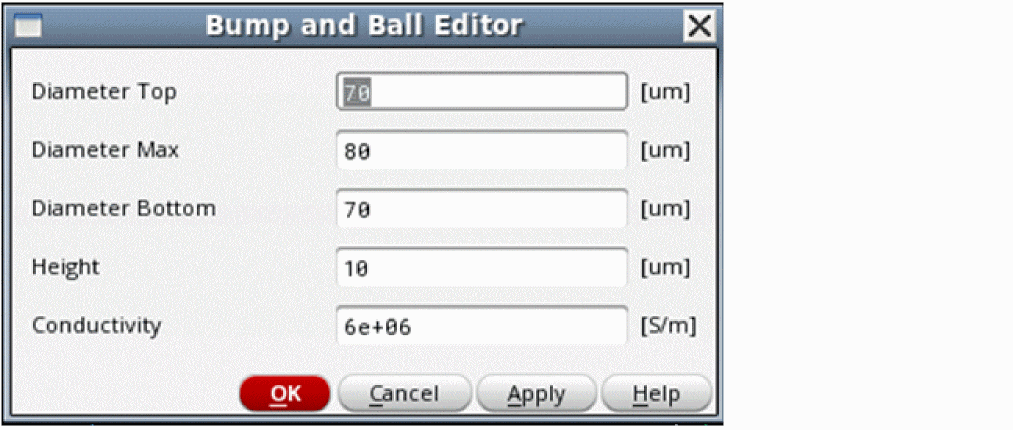 Bump and Ball Editor
Diameter Top 70 [um]
Diameter Max 80 [um]
Diameter Bottom 70 [um]
Height 10 [um]
Conductivity 6e+06 [S/m]
OK Cancel Apply Help